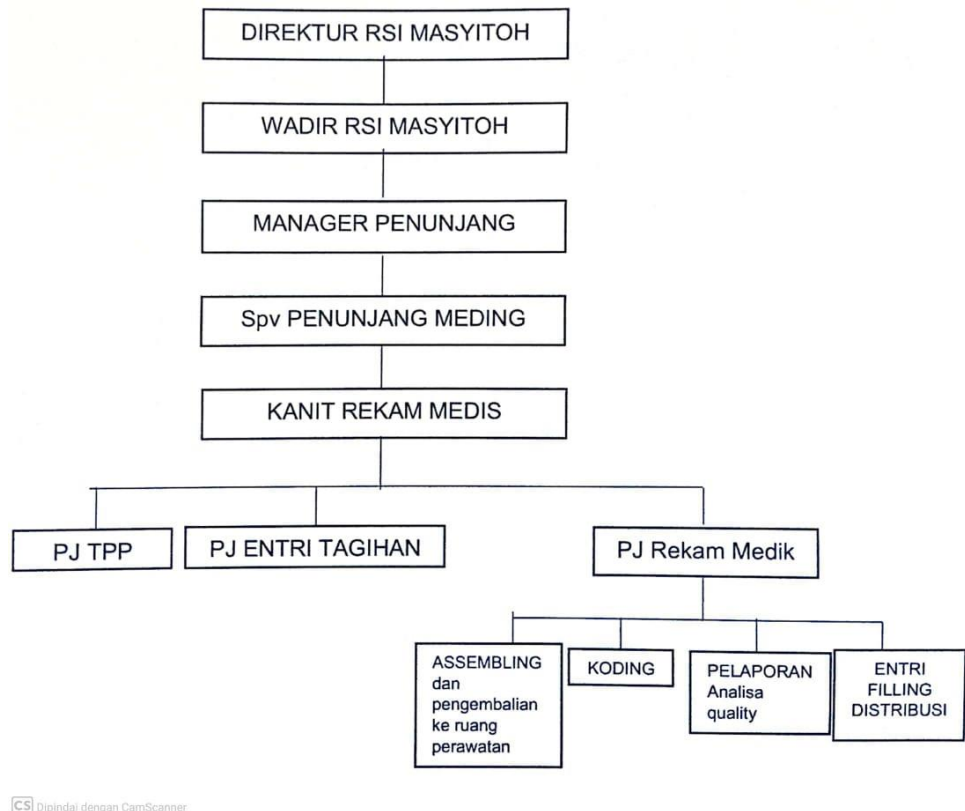 DIREKTUR RSI MASYITOH
WADIR RSI MASYITOH
MANAGER PENUNJANG
Spv PENUNJANG MEDING
KANIT REKAM MEDIS
PJ TPP
PJ ENTRI TAGIHAN
PJ Rekam Medik
ASSEMBLING
dan
pengembalian
ke ruang
perawatan
KODING
PELAPORAN
Analisa
quality
ENTRI
FILLING
DISTRIBUSI
CS Dipindai dengan CamScanner